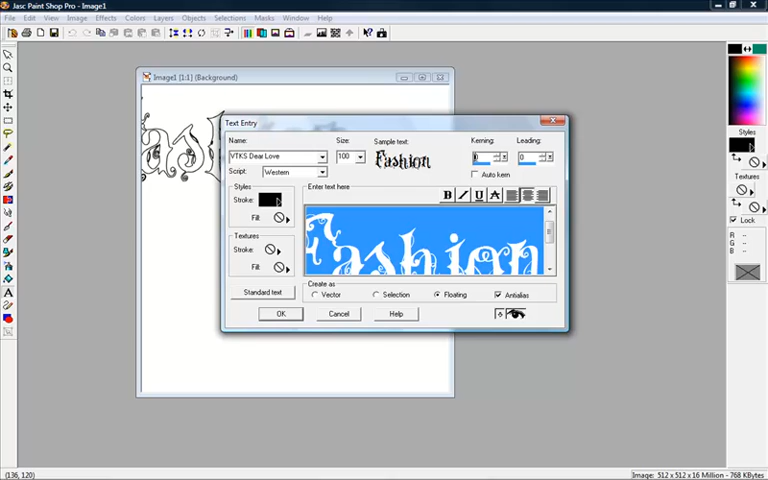 Jasc Paint Shop Pro - Image1
File Edit View Image Effects Colors Layers Objects Selections Masks Window Help
Image1 [1:1] (Background)
Text Entry
Name: Size: Sample text: Kerning: Leading:
VTKS Dear Love 100 Fashion 0 0
Script: Western Auto kern
Styles Enter text here B I U A
Stroke:
Fill:
Fashion
Textures
Stroke:
Fill:
Standard text
Create as
Vector Selection Floating Antialias
OK Cancel Help
Styles
Textures
Lock
R --
G --
B --
(136, 120) Image: 512 x 512 x 16 Million - 768 KBytes